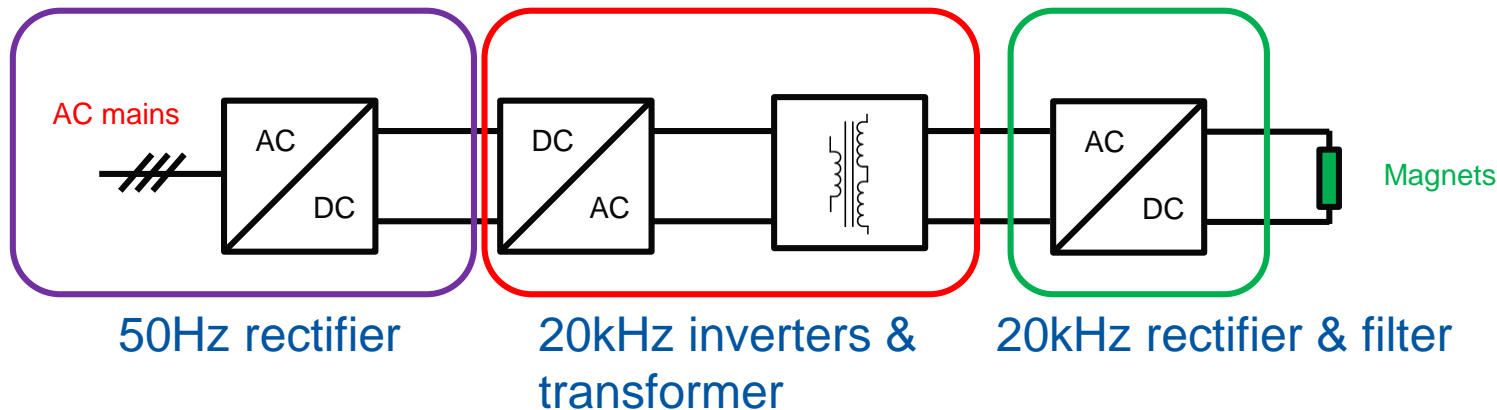 AC mains
AC
DC
DC
AC
AC
DC
Magnets
50Hz rectifier
20kHz inverters &
transformer
20kHz rectifier & filter